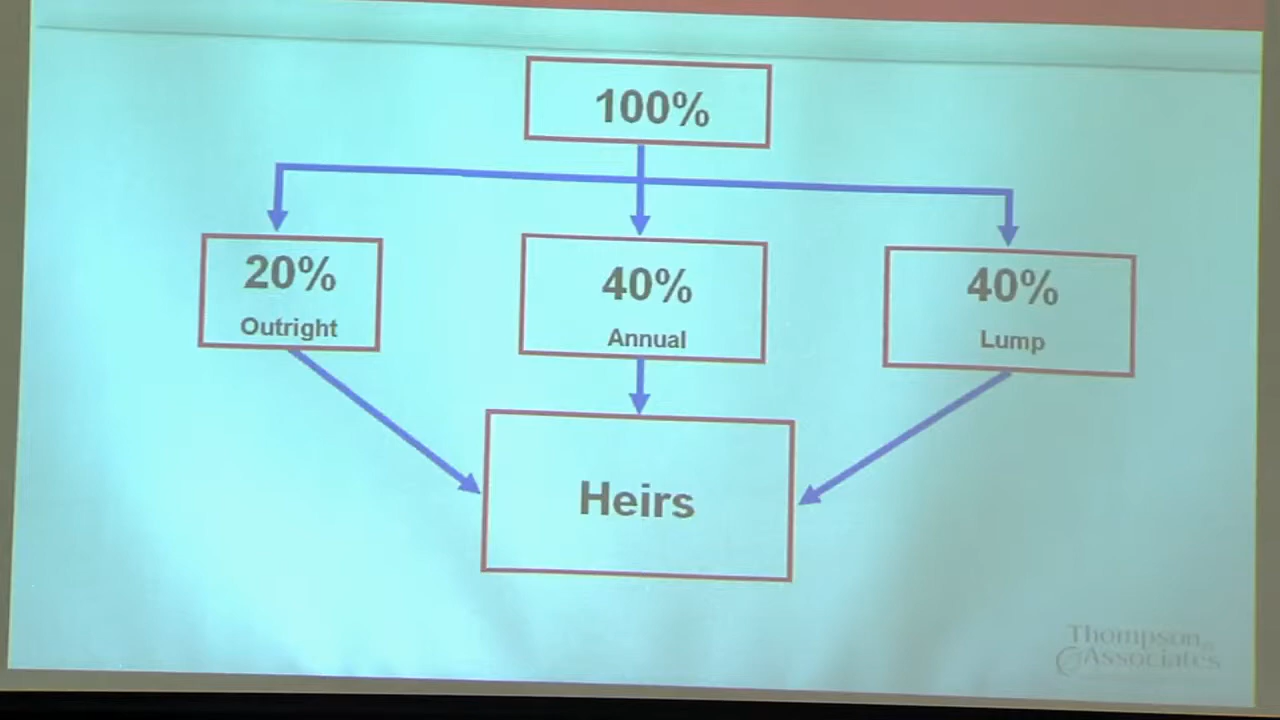 100%
20%
Outright
40%
Annual
40%
Lump
Heirs
Thompson
& Associates